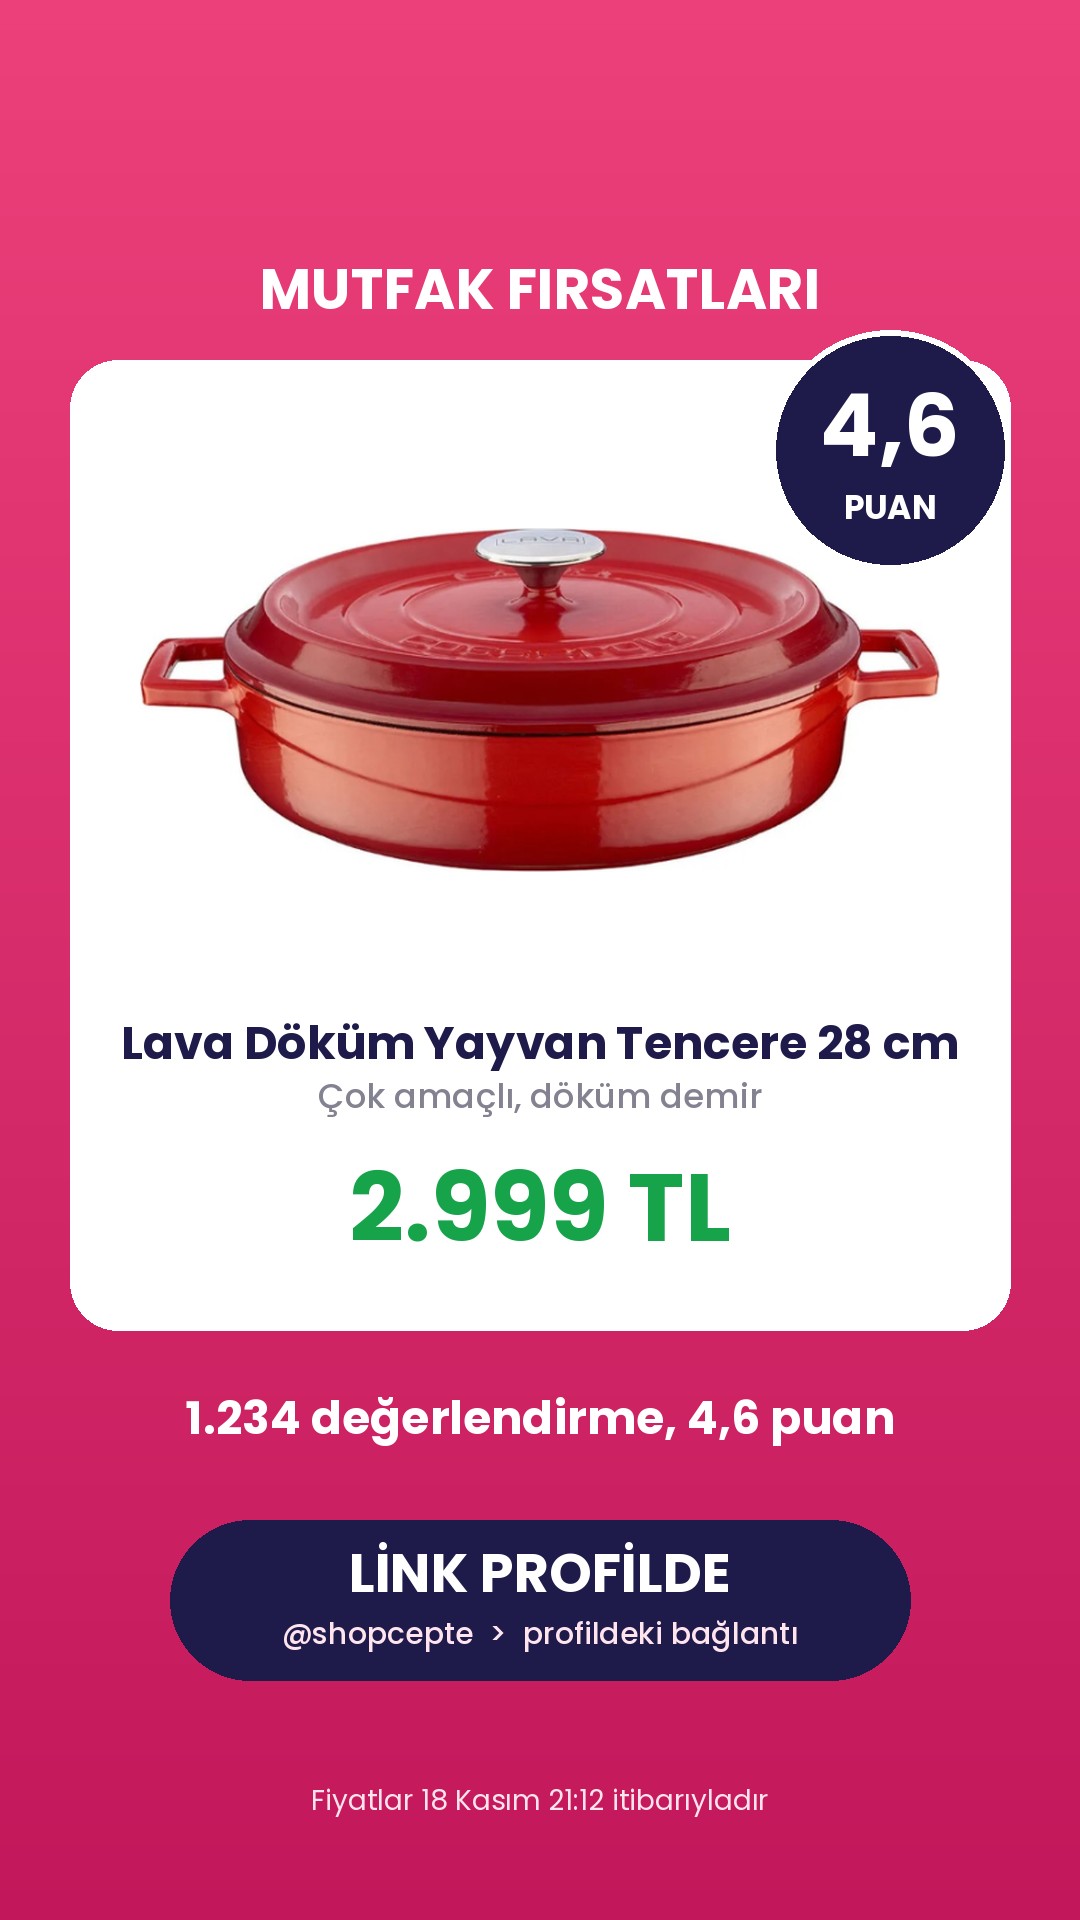 MUTFAK FIRSATLARI
4,6
PUAN
LAVA
Lava Döküm Yayvan Tencere 28 cm
Çok amaçlı, döküm demir
2.999 TL
1.234 değerlendirme, 4,6 puan
LİNK PROFİLDE
@shopcepte > profildeki bağlantı
Fiyatlar 18 Kasım 21:12 itibarıyladır